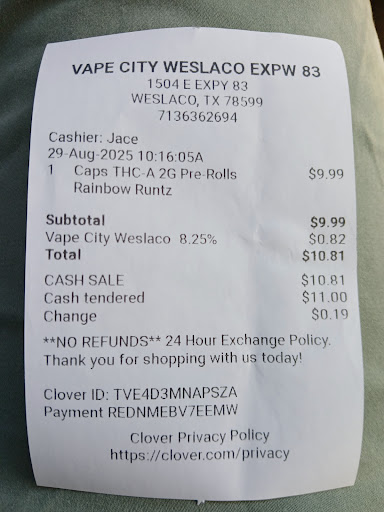 VAPE CITY WESLACO EXPW 83
1504 E EXPY 83
WESLACO, TX 78599
7136362694
Cashier: Jace
29-Aug-2025 10:16:05A
1 Caps THC-A 2G Pre-Rolls $9.99
Rainbow Runtz
Subtotal $9.99
Vape City Weslaco 8.25% $0.82
Total $10.81
CASH SALE $10.81
Cash tendered $11.00
Change $0.19
**NO REFUNDS** 24 Hour Exchange Policy.
Thank you for shopping with us today!
Clover ID: TVE4D3MNAPSZA
Payment REDNMEBV7EEMW
Clover Privacy Policy
https://clover.com/privacy